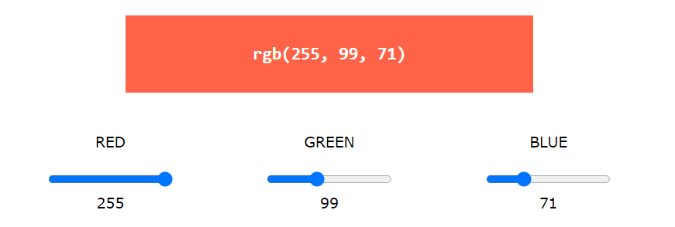 rgb(255, 99, 71)
RED GREEN BLUE
255 99 71